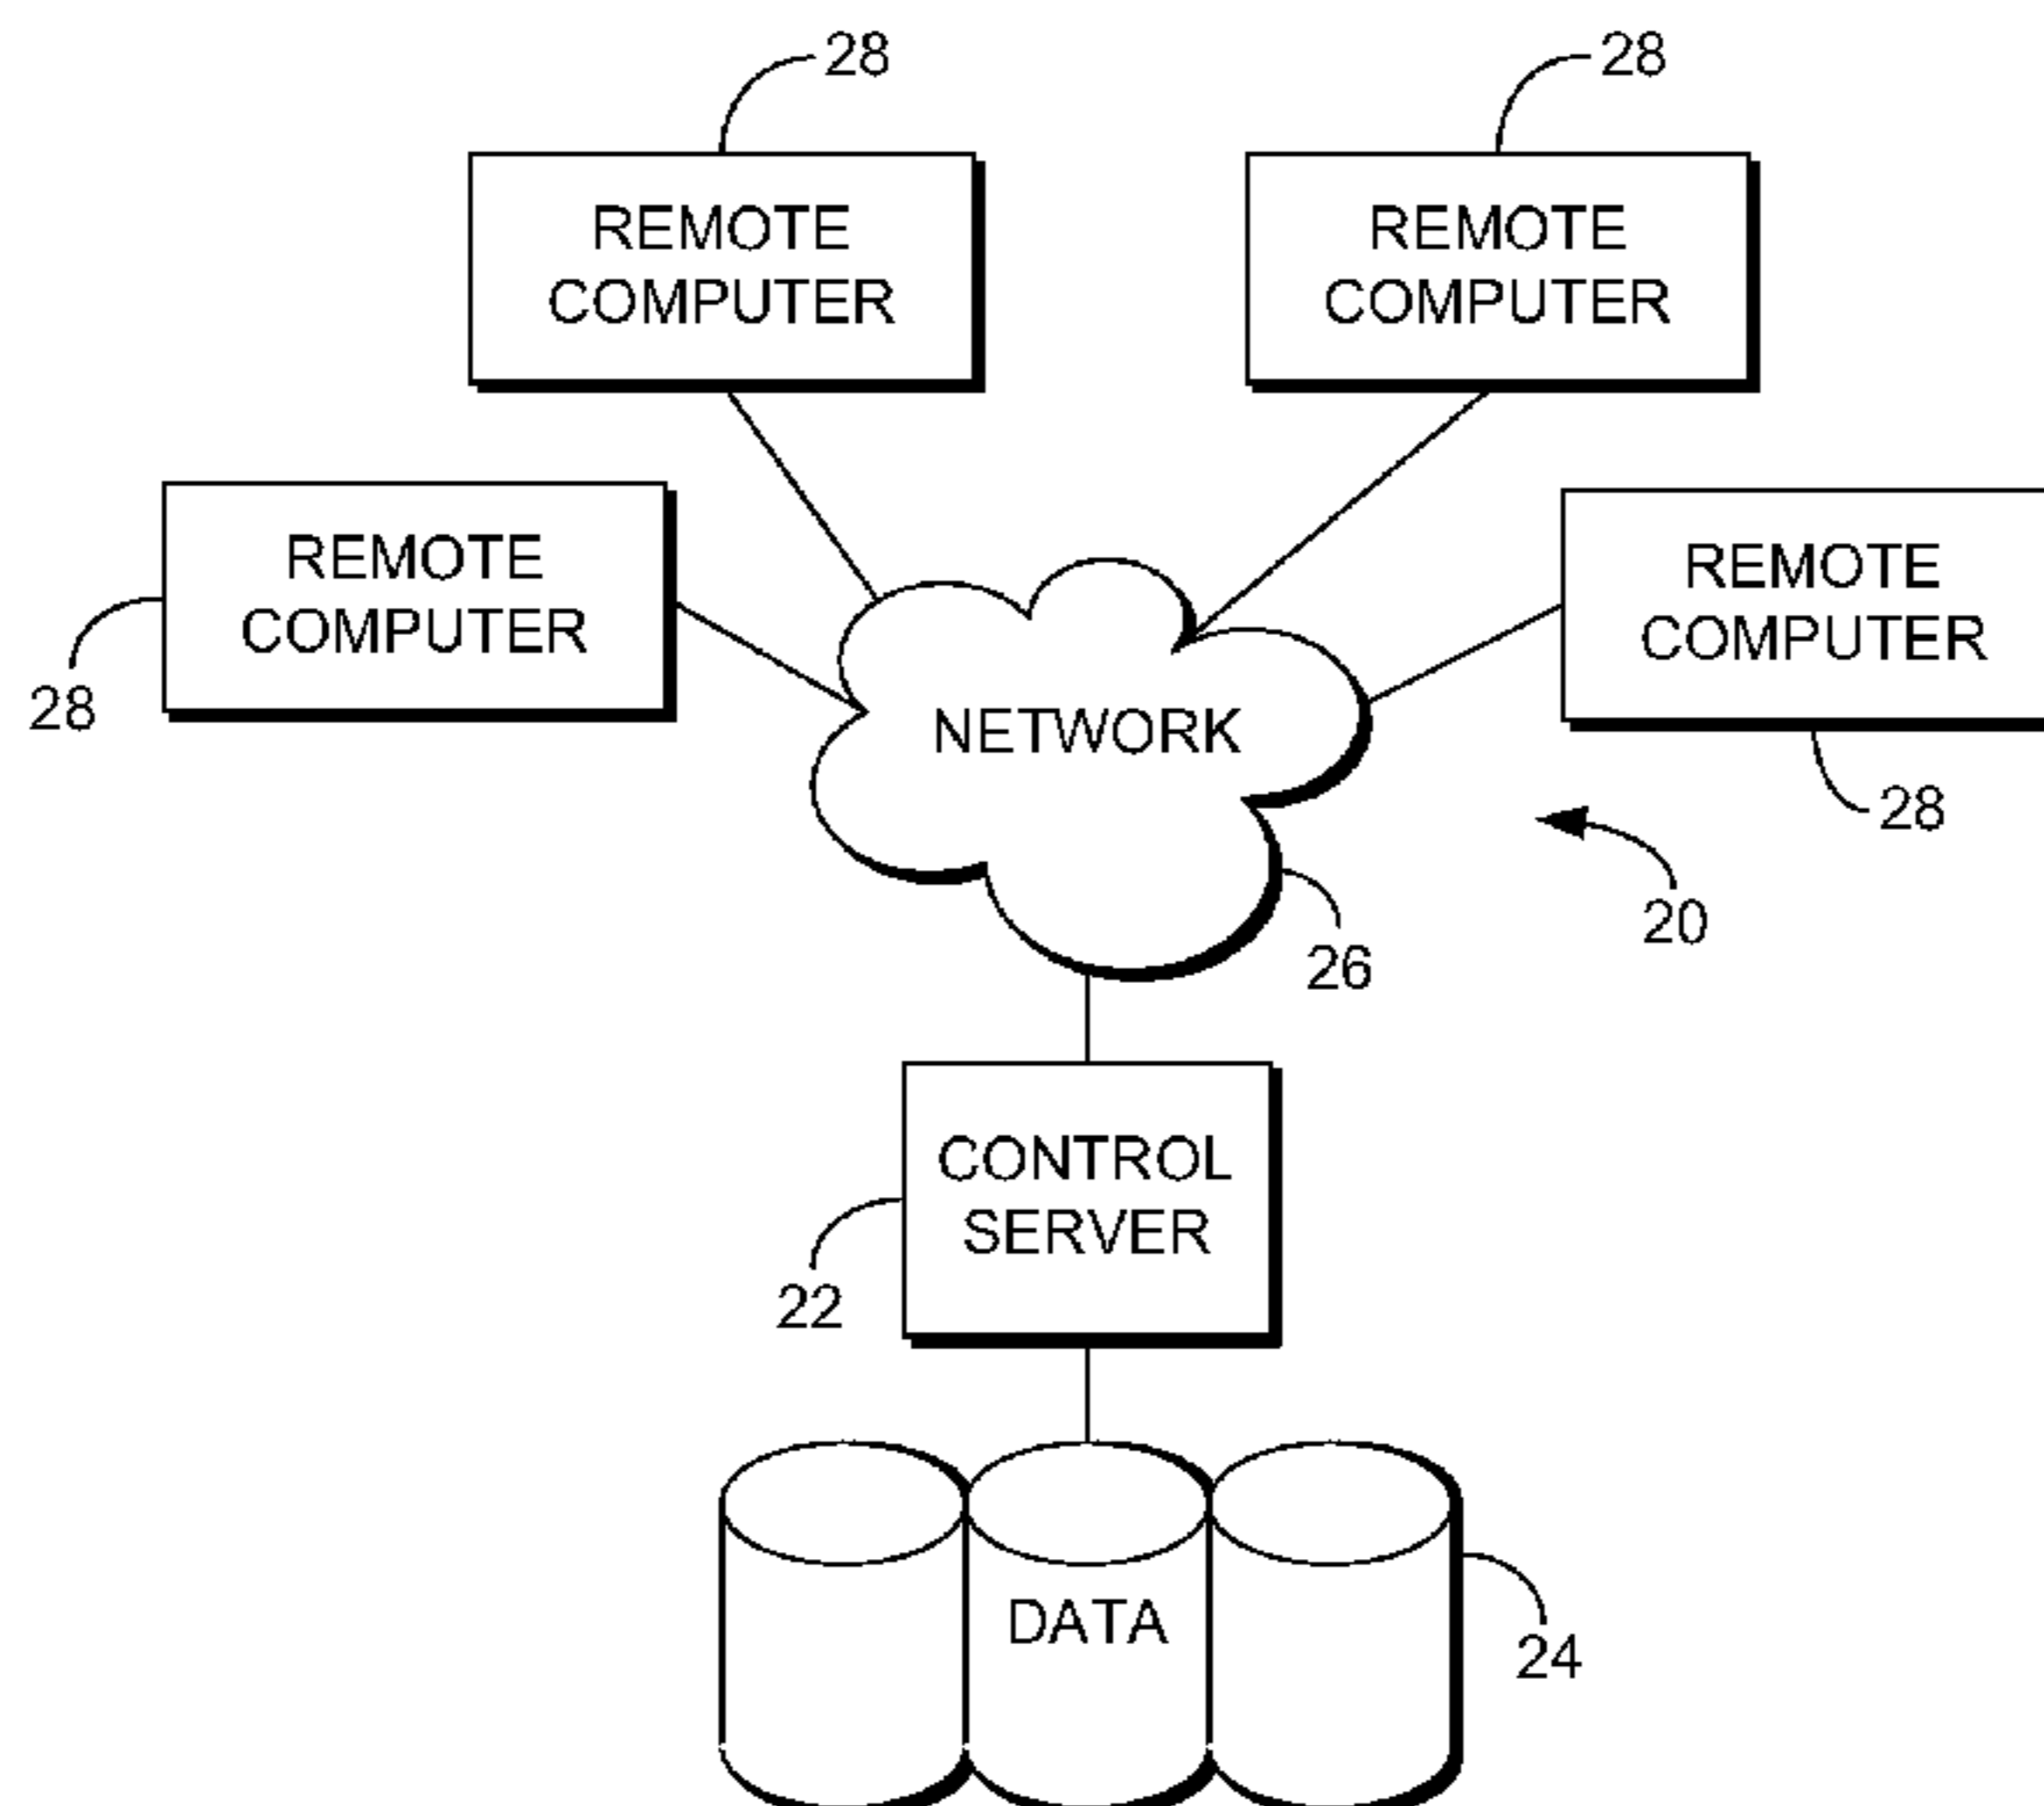 28
28
REMOTE
COMPUTER
REMOTE
COMPUTER
REMOTE
COMPUTER
REMOTE
COMPUTER
28
NETWORK
28
20
26
CONTROL
SERVER
22
DATA
24